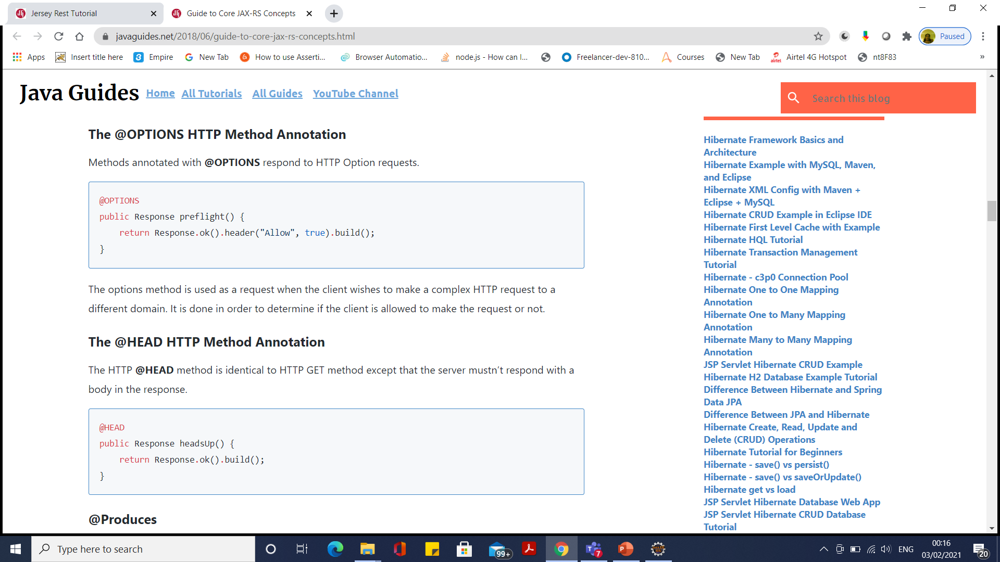 Jersey Rest Tutorial
Guide to Core JAX-RS Concepts
javaguides.net/2018/06/guide-to-core-jax-rs-concepts.html
Paused
Apps
Insert title here
Empire
New Tab
How to use Asserti...
Browser Automatio...
node.js - How can I...
Freelancer-dev-810...
Courses
New Tab
airtel
Airtel 4G Hotspot
nt8F83
»
Java Guides
Home
All Tutorials
All Guides
YouTube Channel
Search this blog
The @OPTIONS HTTP Method Annotation
Methods annotated with @OPTIONS respond to HTTP Option requests.
@OPTIONS
public Response preflight() {
    return Response.ok().header("Allow", true).build();
}
The options method is used as a request when the client wishes to make a complex HTTP request to a
different domain. It is done in order to determine if the client is allowed to make the request or not.
The @HEAD HTTP Method Annotation
The HTTP @HEAD method is identical to HTTP GET method except that the server mustn’t respond with a
body in the response.
@HEAD
public Response headsUp() {
    return Response.ok().build();
}
@Produces
Hibernate Framework Basics and
Architecture
Hibernate Example with MySQL, Maven,
and Eclipse
Hibernate XML Config with Maven +
Eclipse + MySQL
Hibernate CRUD Example in Eclipse IDE
Hibernate First Level Cache with Example
Hibernate HQL Tutorial
Hibernate Transaction Management
Tutorial
Hibernate - c3p0 Connection Pool
Hibernate One to One Mapping
Annotation
Hibernate One to Many Mapping
Annotation
Hibernate Many to Many Mapping
Annotation
JSP Servlet Hibernate CRUD Example
Hibernate H2 Database Example Tutorial
Difference Between Hibernate and Spring
Data JPA
Difference Between JPA and Hibernate
Hibernate Create, Read, Update and
Delete (CRUD) Operations
Hibernate Tutorial for Beginners
Hibernate - save() vs persist()
Hibernate - save() vs saveOrUpdate()
Hibernate get vs load
JSP Servlet Hibernate Database Web App
JSP Servlet Hibernate CRUD Database
Tutorial
Type here to search
99+
7
ENG
00:16
03/02/2021
20